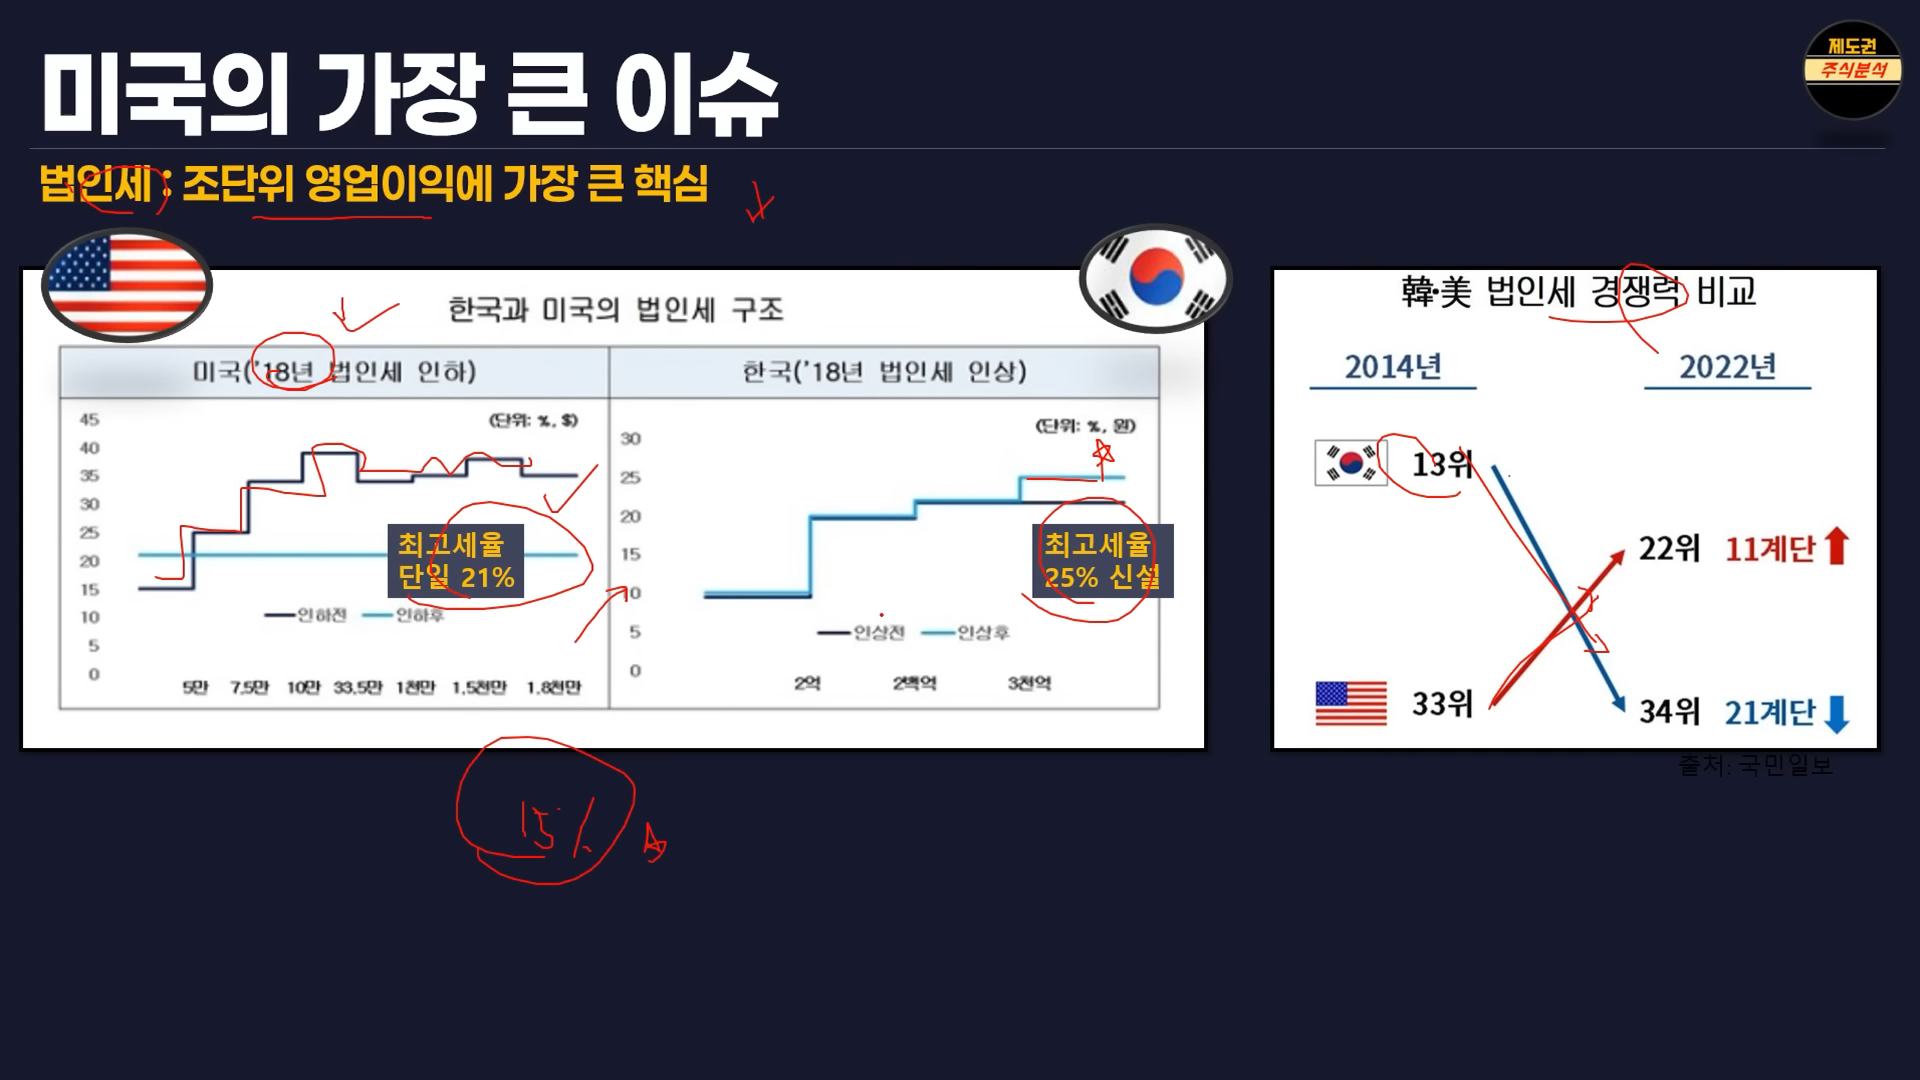 미국의 가장 큰 이슈
제도권
주식분석
법인세 : 조단위 영업이익에 가장 큰 핵심
한국과 미국의 법인세 구조
미국('18년 법인세 인하)
한국('18년 법인세 인상)
(단위: %, $)
45
40
35
30
25
20
15
10
5
0
최고세율
단일 21%
인하전
인하후
5만
7.5만
10만
33.5만
1천만
1.5천만
1.8천만
(단위: %, 원)
30
25
20
15
0
5
0
최고세율
25% 신설
인상전
인상후
2억
2백억
3천억
韓·美 법인세 경쟁력 비교
2014년
2022년
13위
22위 11계단
33위
34위 21계단
출처: 국민일보
15%